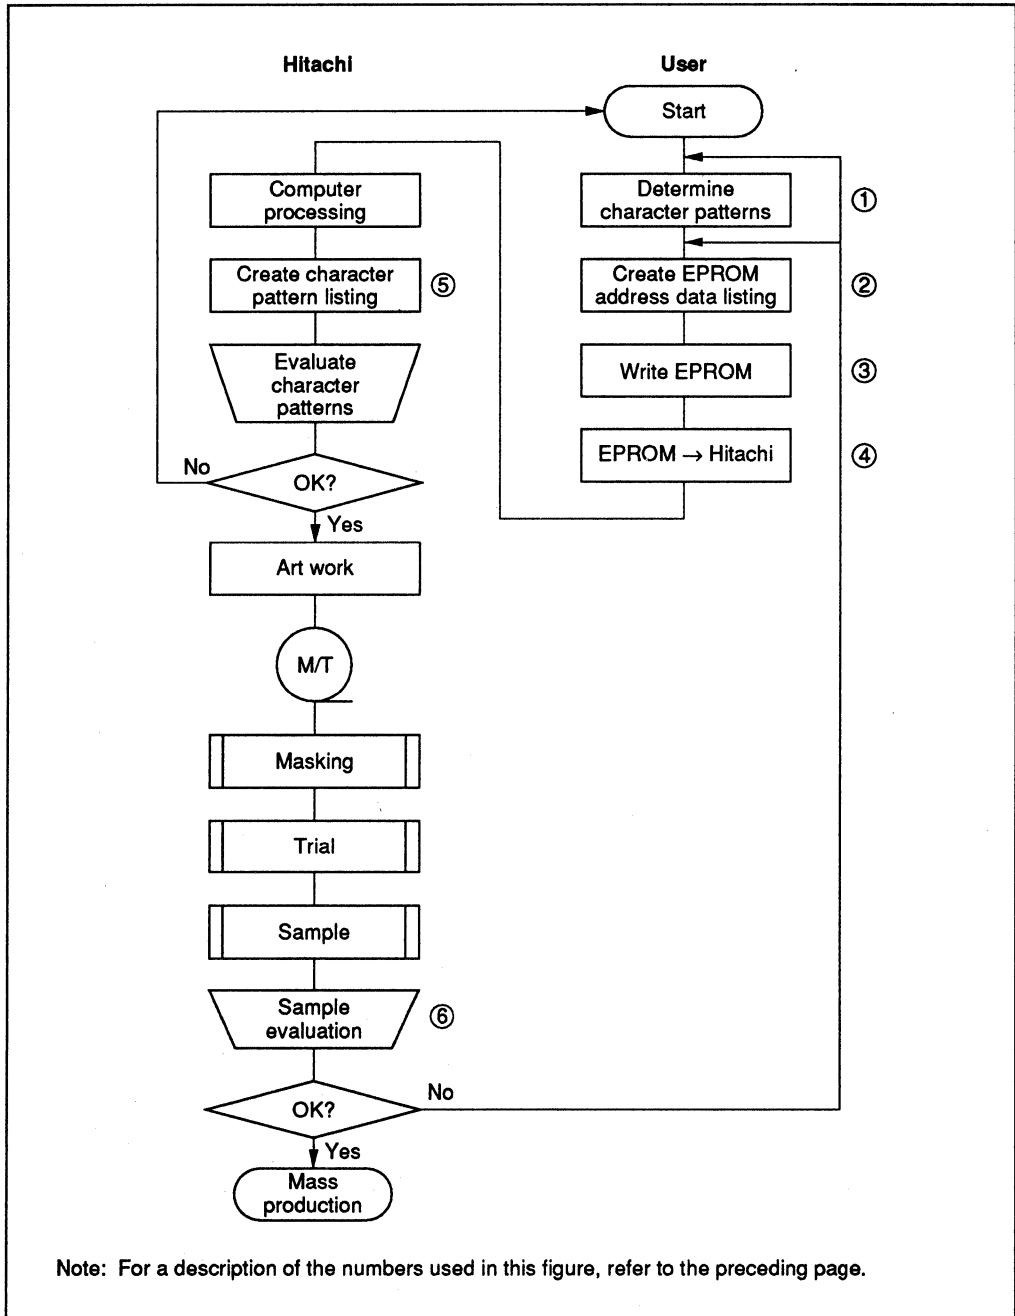 Hitachi
User
Start
Computer
processing
Determine
character patterns
①
Create character
pattern listing
⑤
Create EPROM
address data listing
②
Evaluate
character
patterns
Write EPROM
③
EPROM → Hitachi
④
No
OK?
Yes
Art work
M/T
Masking
Trial
Sample
Sample
evaluation
⑥
No
OK?
Yes
Mass
production
Note: For a description of the numbers used in this figure, refer to the preceding page.